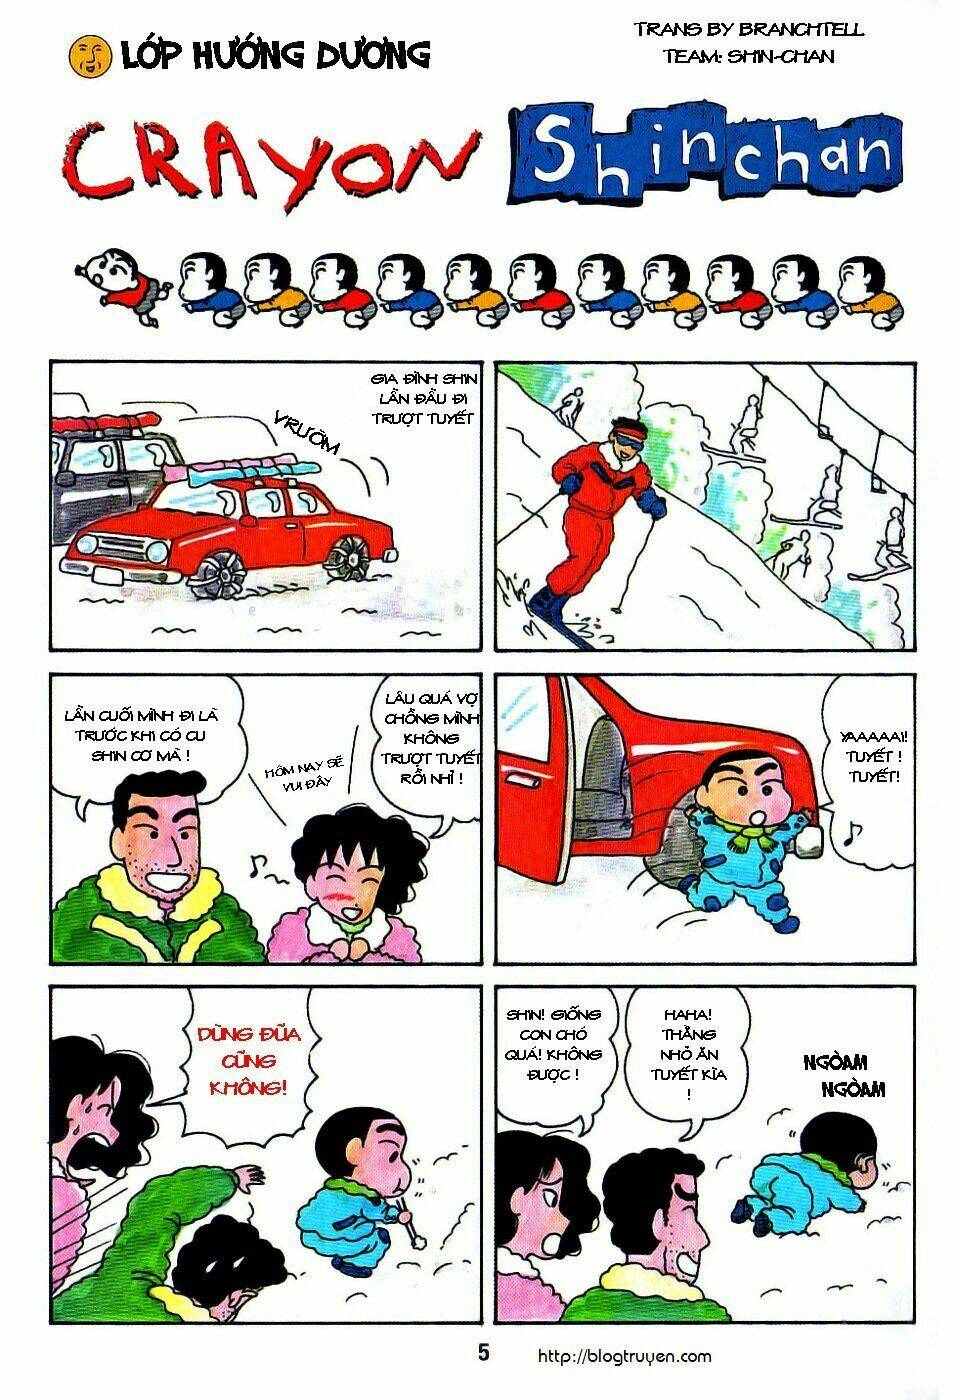 LỚP HƯỚNG DƯƠNG
TRANS BY BRANCHTELL
TEAM: SHIN-CHAN
CRAYON Shinchan
GIA ĐÌNH SHIN
LẦN ĐẦU ĐI
TRƯỢT TUYẾT
VRƯỜM
YAAAAAI!
TUYẾT !
TUYẾT!
LÂU QUÁ VỢ
CHỒNG MÌNH
KHÔNG
TRƯỢT TUYẾT
RỒI NHỈ !
HÔM NAY SẼ
VUI ĐÂY
LẦN CUỐI MÌNH ĐI LÀ
TRƯỚC KHI CÓ CU
SHIN CƠ MÀ !
NGÒAM
NGÒAM
HAHA!
THẰNG
NHỎ ĂN
TUYẾT KÌA
!
SHIN! GIỐNG
CON CHÓ
QUÁ! KHÔNG
ĐƯỢC !
DÙNG ĐŨA
CŨNG
KHÔNG!
5
http://blogtruyen.com